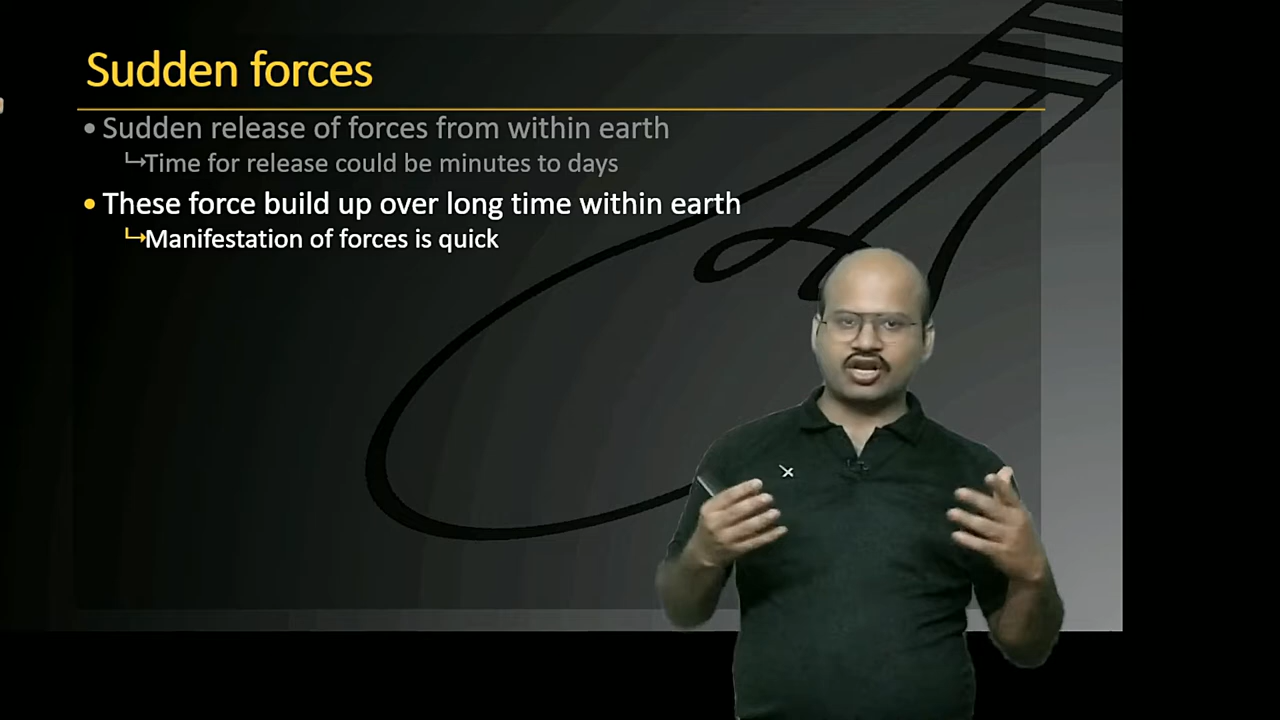 Sudden forces
• Sudden release of forces from within earth
↳Time for release could be minutes to days
• These force build up over long time within earth
↳Manifestation of forces is quick